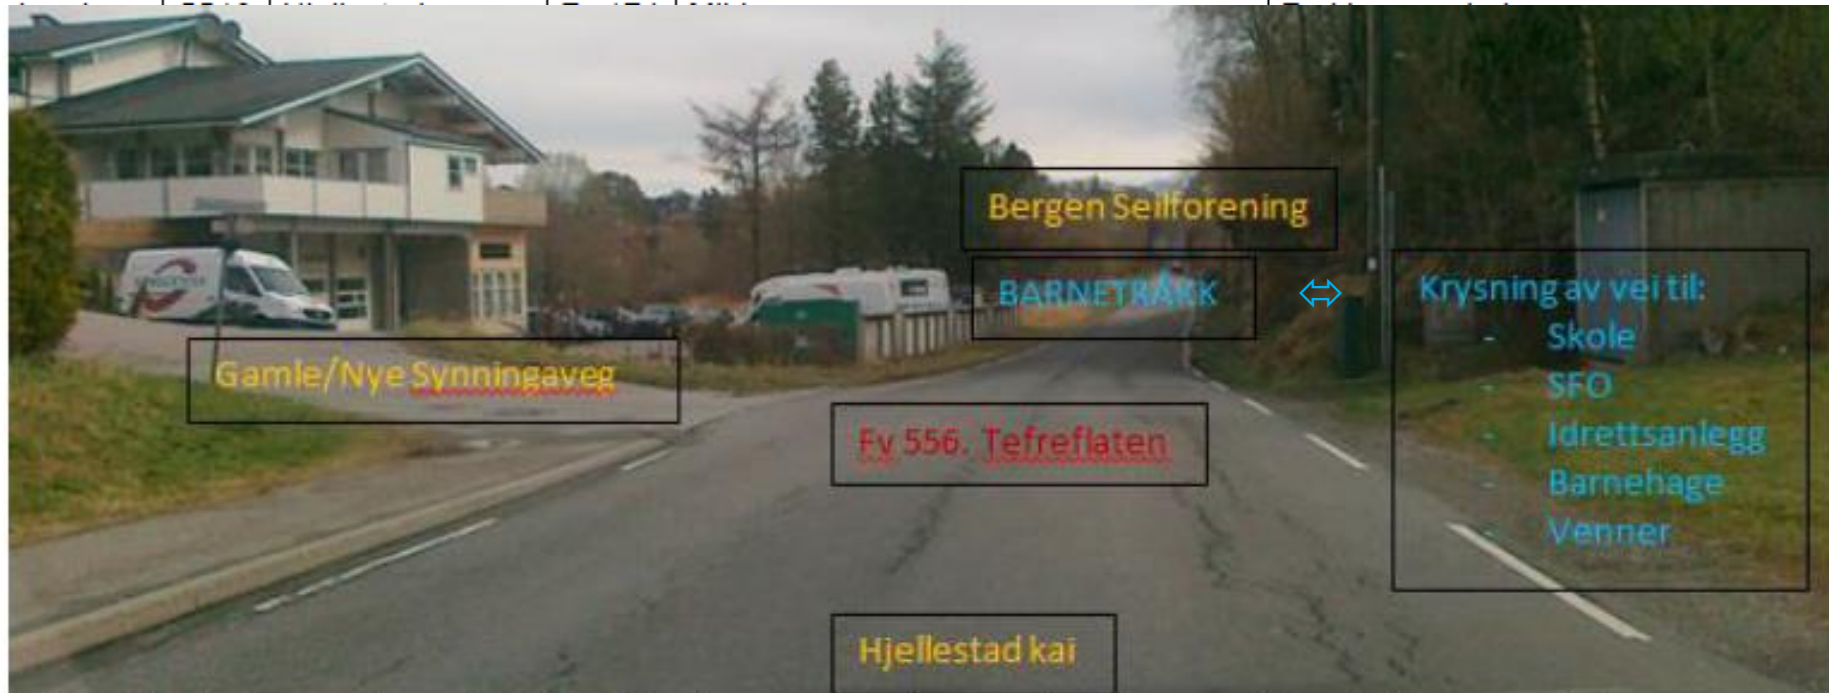 Bergen Seilforening
BARNETRÅKK
Krysning av vei til:
- Skole
- SFO
- Idrettsanlegg
- Barnehage
- Venner
Gamle/Nye Synningaveg
Fv 556. Tefreflaten
Hjellestad kai